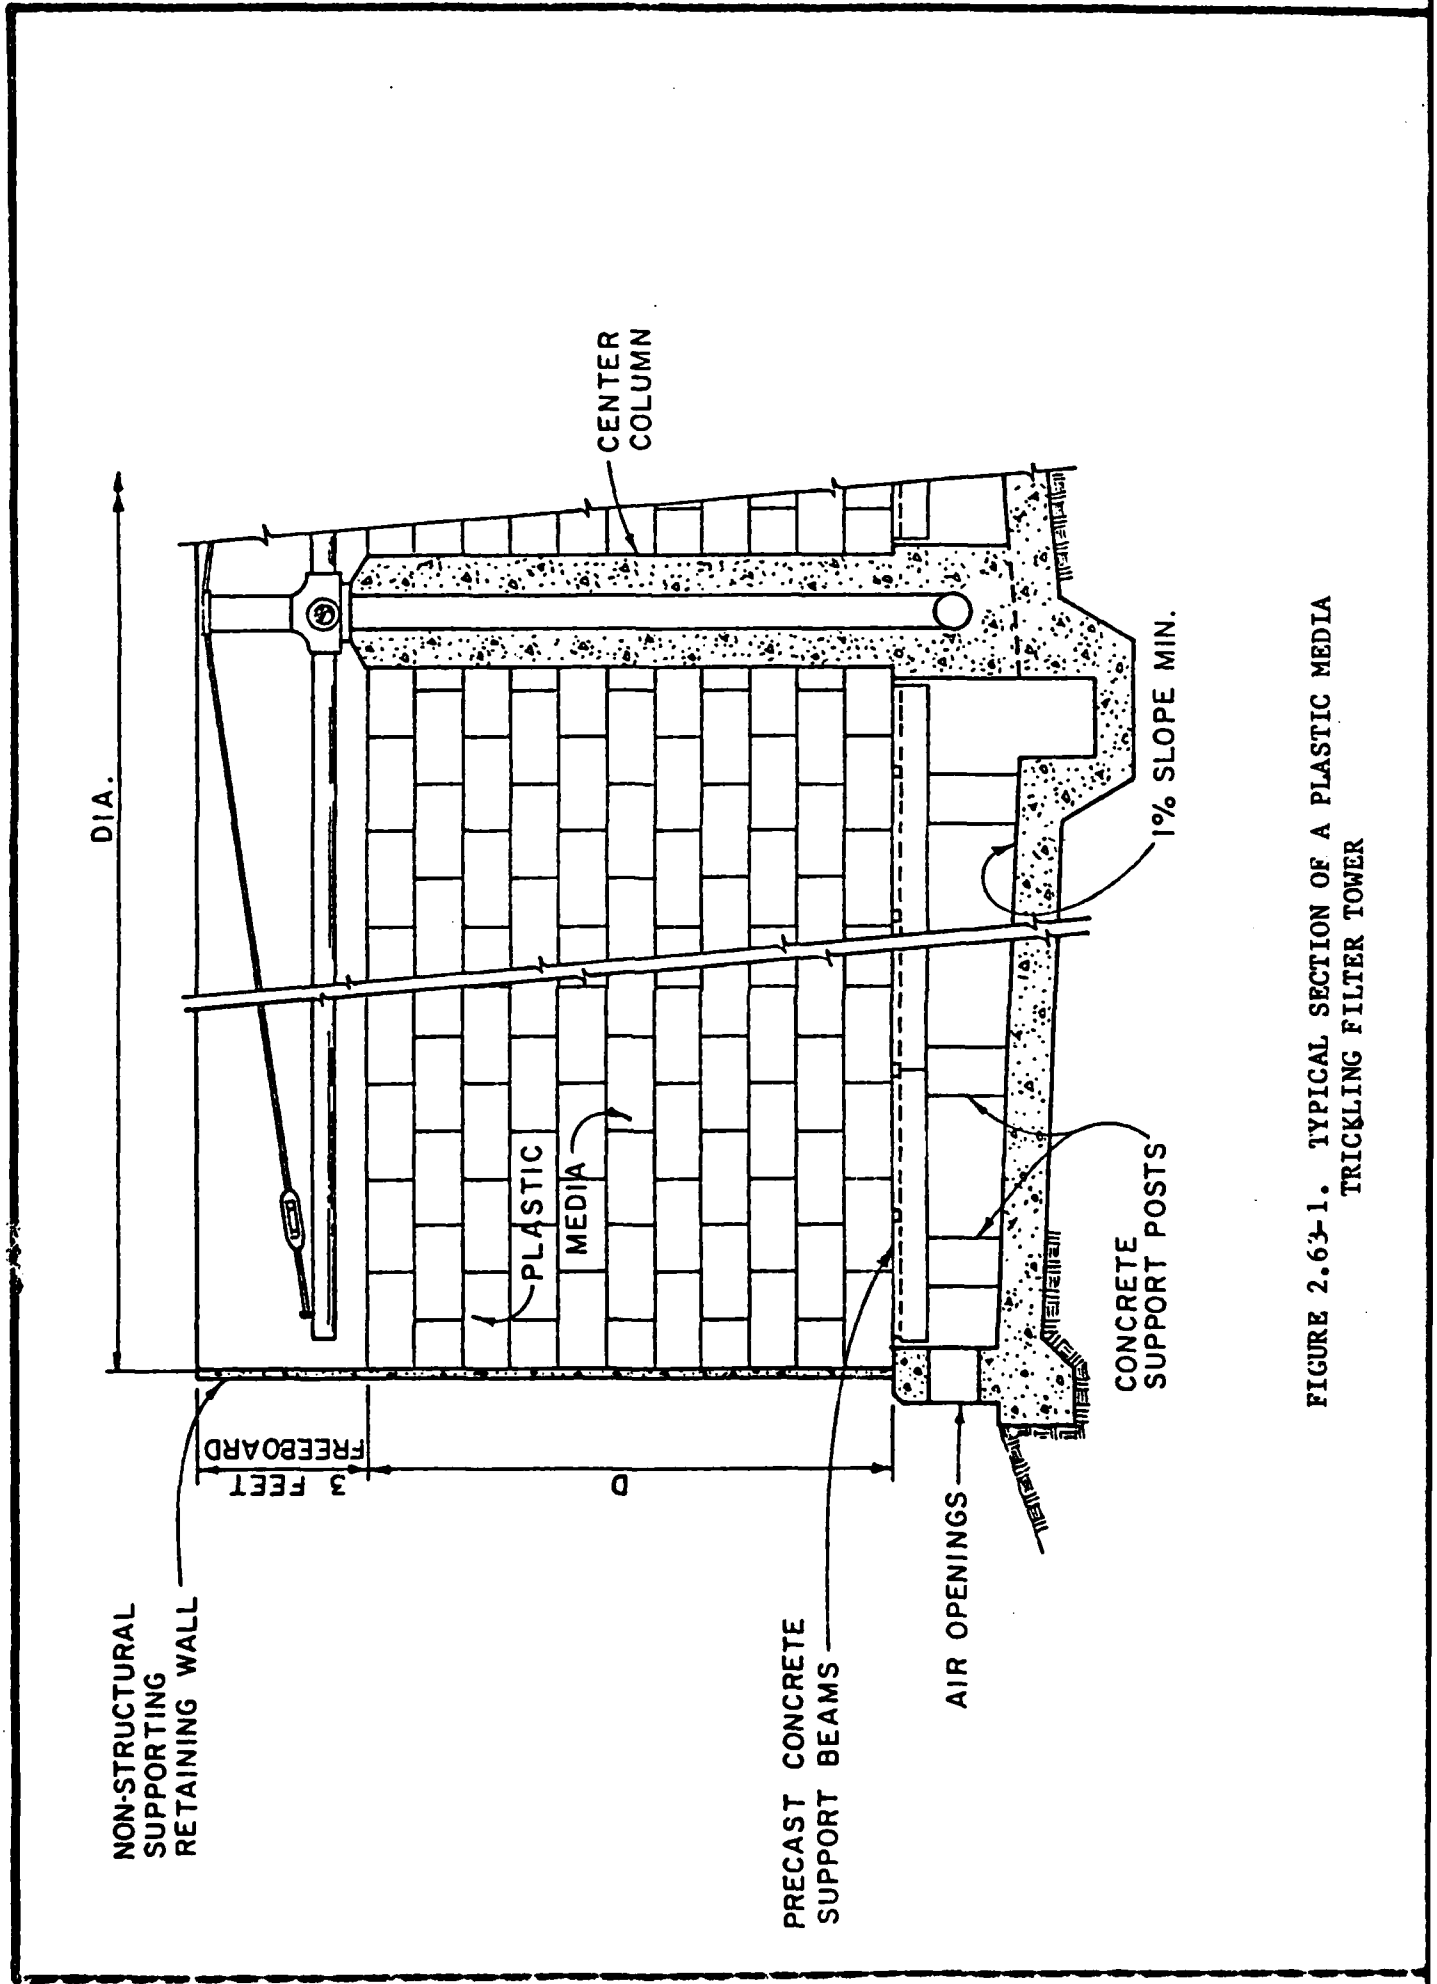 DIA.
NON-STRUCTURAL
SUPPORTING
RETAINING WALL
3 FEET
FREEBOARD
D
PLASTIC
MEDIA
CENTER
COLUMN
PRECAST CONCRETE
SUPPORT BEAMS
AIR OPENINGS
CONCRETE
SUPPORT POSTS
1% SLOPE MIN.
FIGURE 2.63-1. TYPICAL SECTION OF A PLASTIC MEDIA
TRICKLING FILTER TOWER